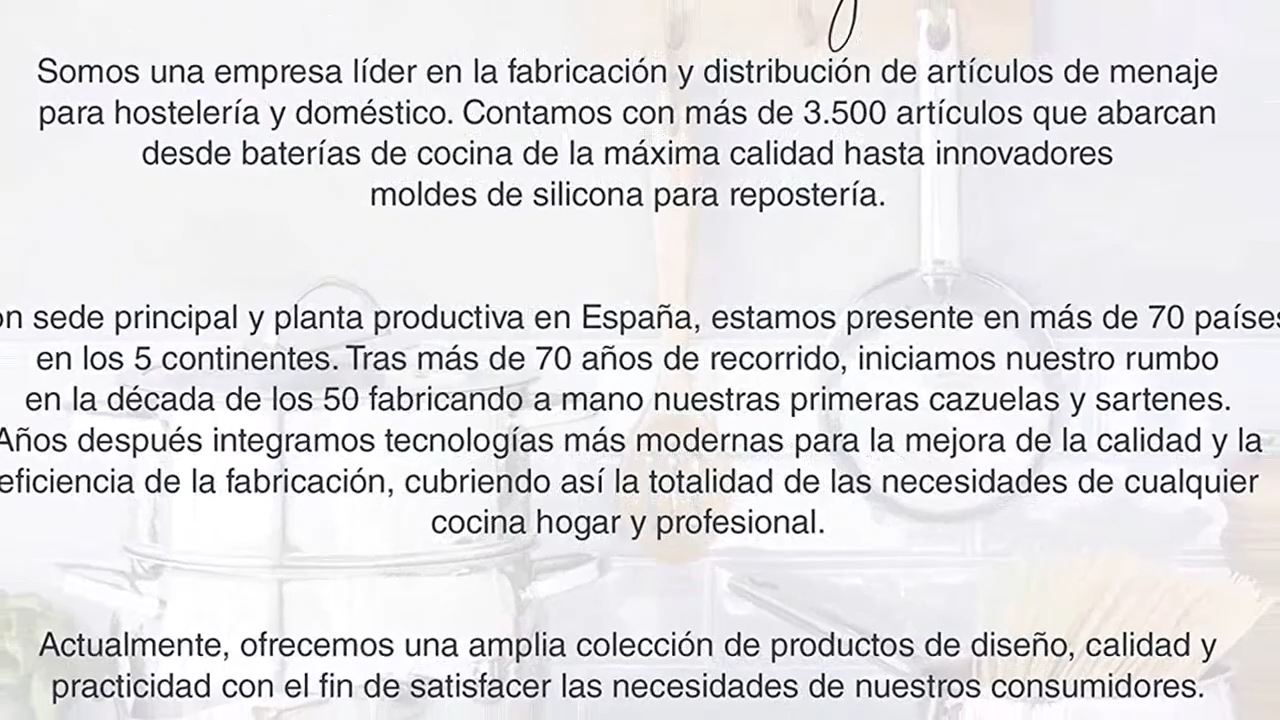 Somos una empresa líder en la fabricación y distribución de artículos de menaje
para hostelería y doméstico. Contamos con más de 3.500 artículos que abarcan
desde baterías de cocina de la máxima calidad hasta innovadores
moldes de silicona para repostería.
on sede principal y planta productiva en España, estamos presente en más de 70 países
en los 5 continentes. Tras más de 70 años de recorrido, iniciamos nuestro rumbo
en la década de los 50 fabricando a mano nuestras primeras cazuelas y sartenes.
Años después integramos tecnologías más modernas para la mejora de la calidad y la
eficiencia de la fabricación, cubriendo así la totalidad de las necesidades de cualquier
cocina hogar y profesional.
Actualmente, ofrecemos una amplia colección de productos de diseño, calidad y
practicidad con el fin de satisfacer las necesidades de nuestros consumidores.